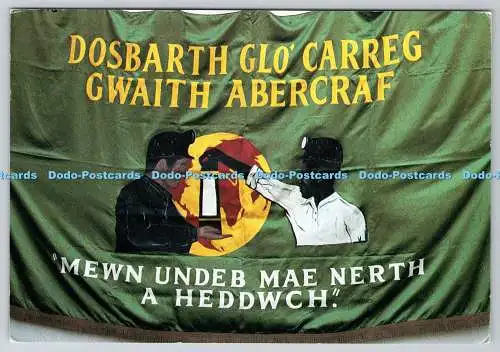 DOSBARTH GLO' CARREG
GWAITH ABERCRAF
Dodo-Postcards Dodo-Postcards Dodo-Postcards Dodo-Postcards Dodo-Postcards
"MEWN UNDEB MAE NERTH
A HEDDWCH."